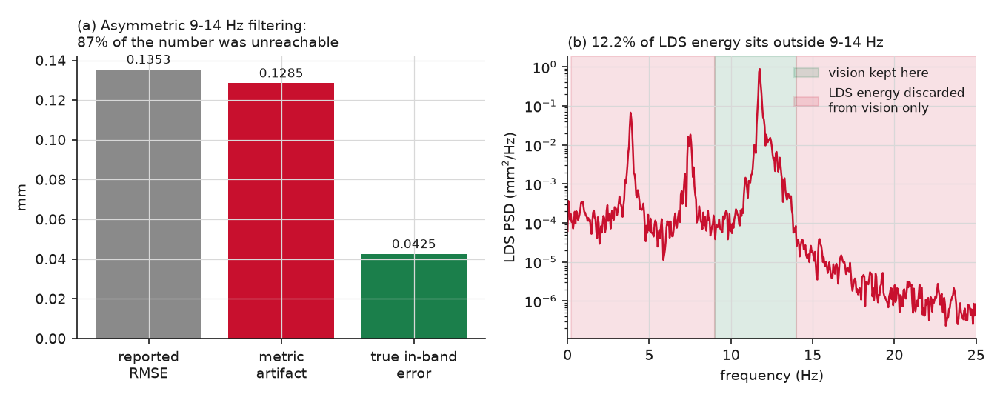 (a) Asymmetric 9-14 Hz filtering:
87% of the number was unreachable
mm
0.14
0.12
0.10
0.08
0.06
0.04
0.02
0.00
0.1353
0.1285
0.0425
reported
RMSE
metric
artifact
true in-band
error
(b) 12.2% of LDS energy sits outside 9-14 Hz
LDS PSD (mm²/Hz)
10⁰
10⁻¹
10⁻²
10⁻³
10⁻⁴
10⁻⁵
10⁻⁶
vision kept here
LDS energy discarded
from vision only
0 5 10 15 20 25
frequency (Hz)